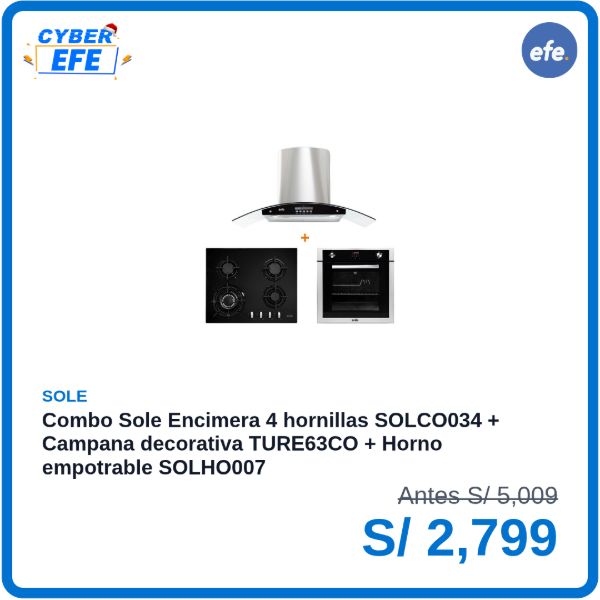 CYBER
EFE
efe.
SOLE
Combo Sole Encimera 4 hornillas SOLCO034 +
Campana decorativa TURE63CO + Horno
empotrable SOLHO007
Antes S/ 5,009
S/ 2,799